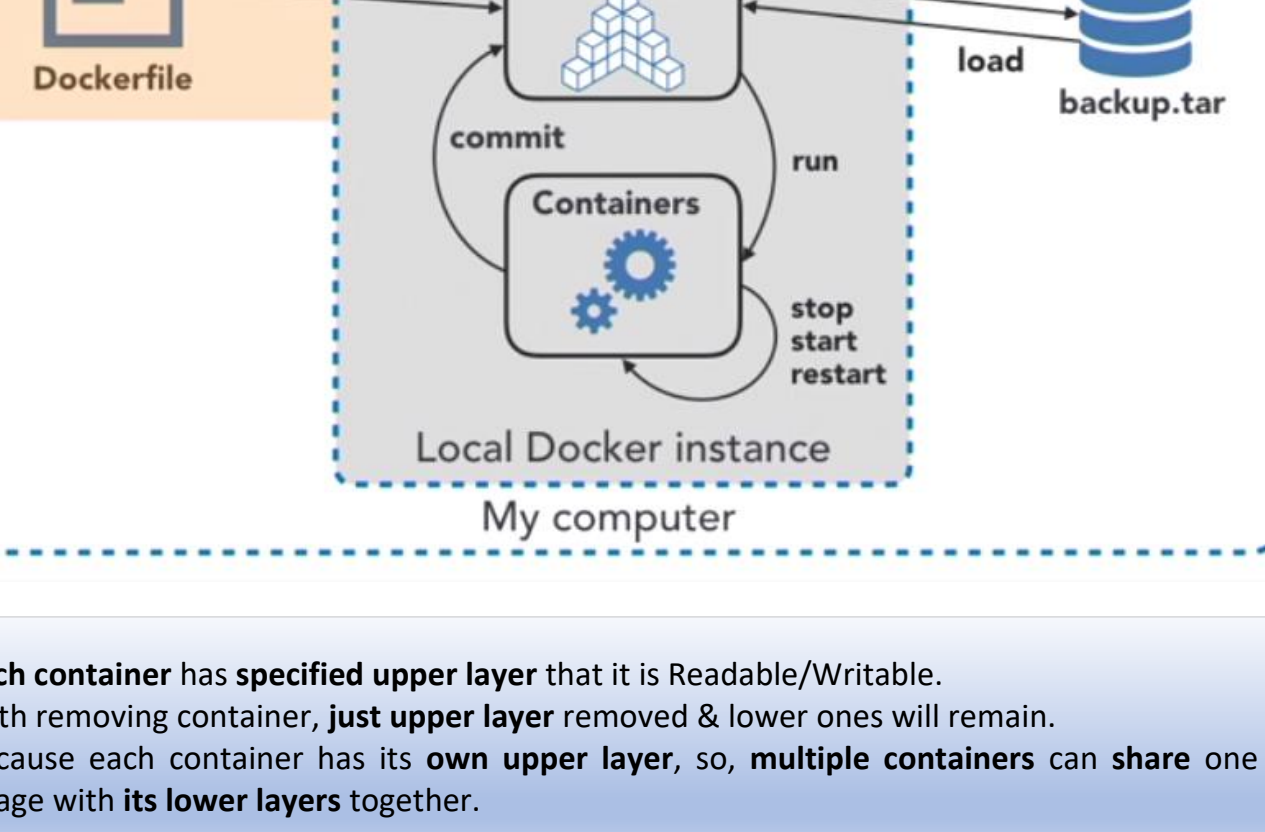 load
Dockerfile
backup.tar
commit
run
Containers
stop
start
restart
Local Docker instance
My computer
ch container has specified upper layer that it is Readable/Writable.
th removing container, just upper layer removed & lower ones will remain.
cause each container has its own upper layer, so, multiple containers can share one
age with its lower layers together.